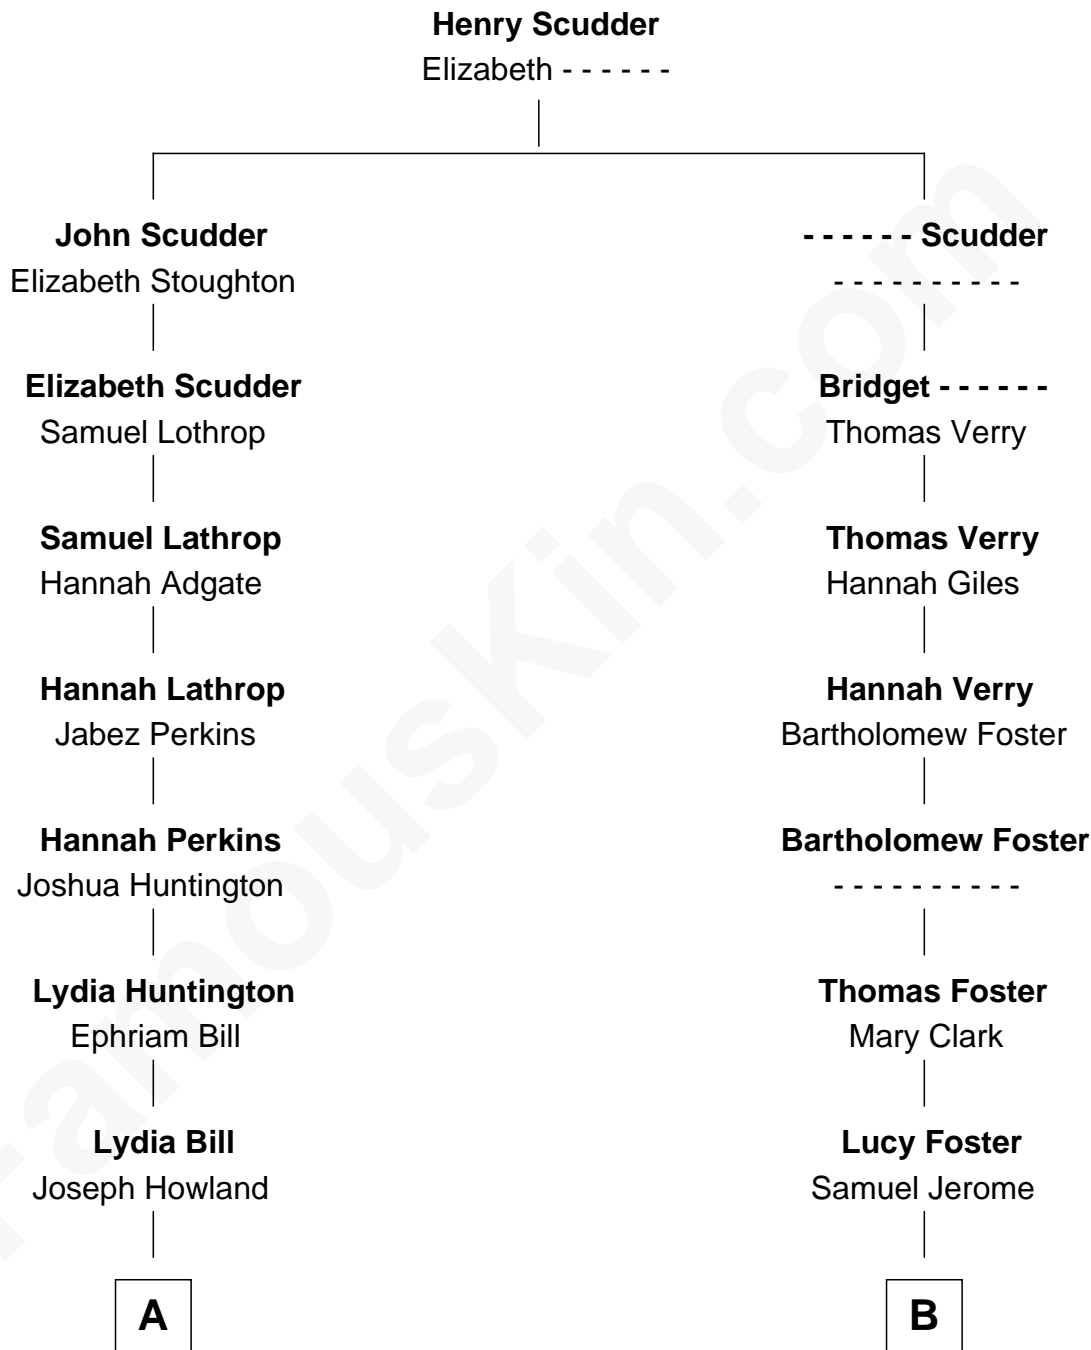 Henry Scudder
Elizabeth - - - - - -
John Scudder
Elizabeth Stoughton
- - - - - - Scudder
- - - - - - - - - -
Elizabeth Scudder
Samuel Lothrop
Bridget - - - - - -
Thomas Verry
Samuel Lathrop
Hannah Adgate
Thomas Verry
Hannah Giles
Hannah Lathrop
Jabez Perkins
Hannah Verry
Bartholomew Foster
Hannah Perkins
Joshua Huntington
Bartholomew Foster
- - - - - - - - - -
Lydia Huntington
Ephriam Bill
Thomas Foster
Mary Clark
Lydia Bill
Joseph Howland
Lucy Foster
Samuel Jerome
A
B
FamousKin.com